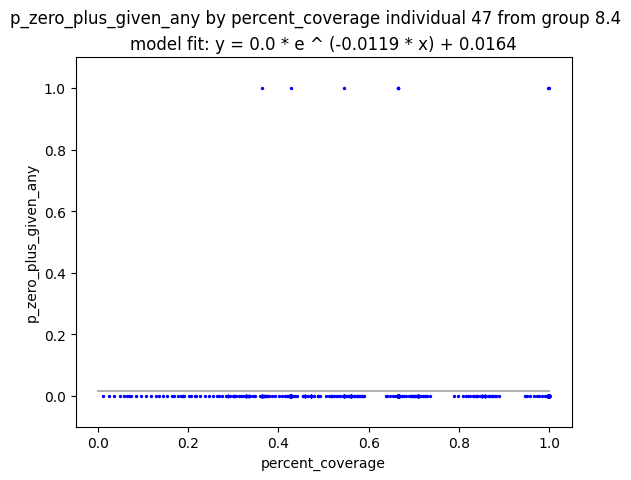 p_zero_plus_given_any by percent_coverage individual 47 from group 8.4
model fit: y = 0.0 * e ^ (-0.0119 * x) + 0.0164
1.0
0.8
0.6
0.4
0.2
0.0
p_zero_plus_given_any
0.0 0.2 0.4 0.6 0.8 1.0
percent_coverage